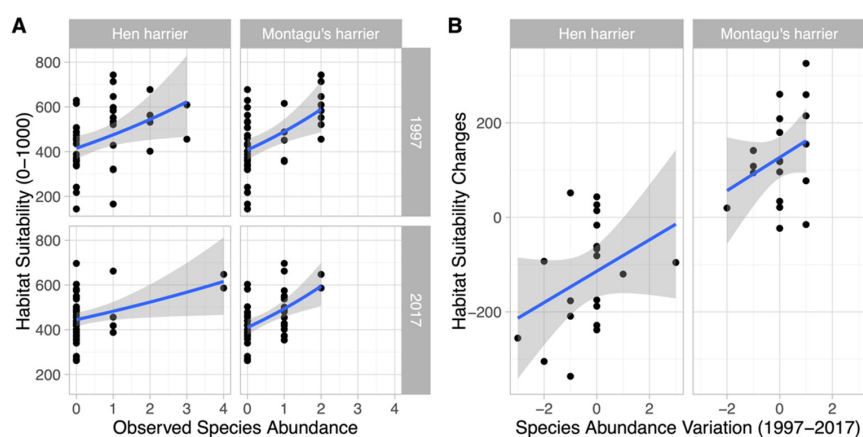 A
Hen harrier
Montagu's harrier
Habitat Suitability (0−1000)
800
600
400
200
1997
800
600
400
200
2017
0 1 2 3 4 0 1 2 3 4
Observed Species Abundance
B
Hen harrier
Montagu's harrier
Habitat Suitability Changes
200
0
−200
−2 0 2 −2 0 2
Species Abundance Variation (1997−2017)